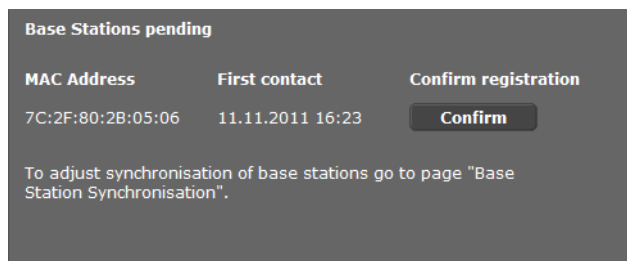 Base Stations pending
MAC Address First contact Confirm registration
7C:2F:80:2B:05:06 11.11.2011 16:23 Confirm
To adjust synchronisation of base stations go to page "Base
Station Synchronisation".